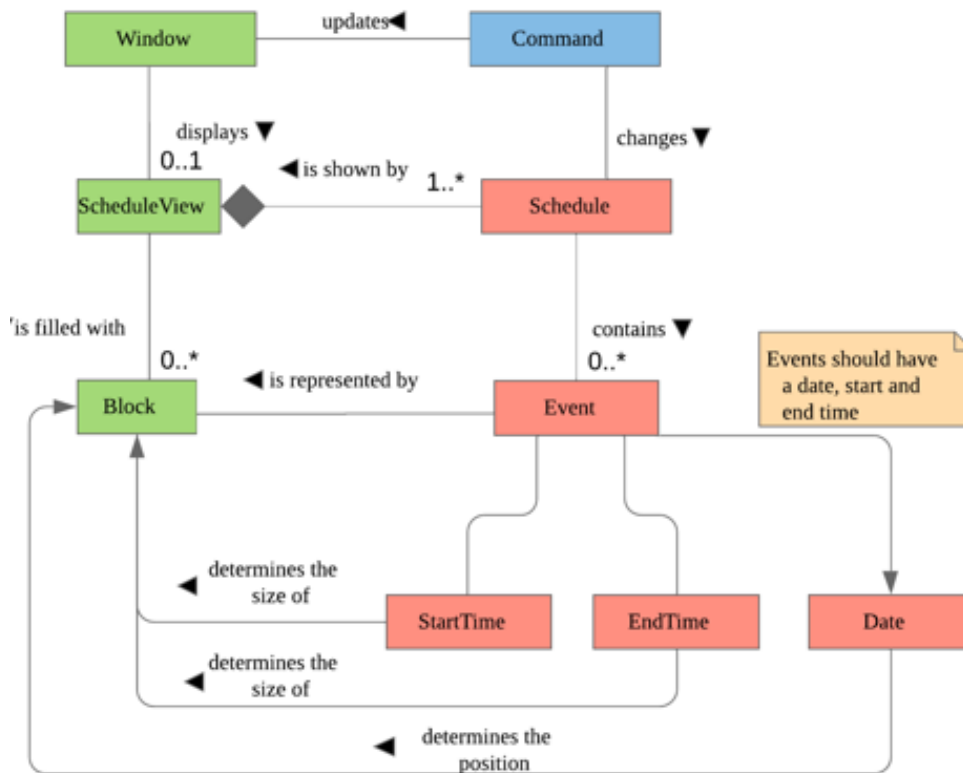 Window
updates
Command
displays
changes
0..1
is shown by
1..*
ScheduleView
Schedule
is filled with
contains
0..*
0..*
Events should have
a date, start and
end time
is represented by
Block
Event
determines the
size of
StartTime
EndTime
Date
determines the
size of
determines the
position